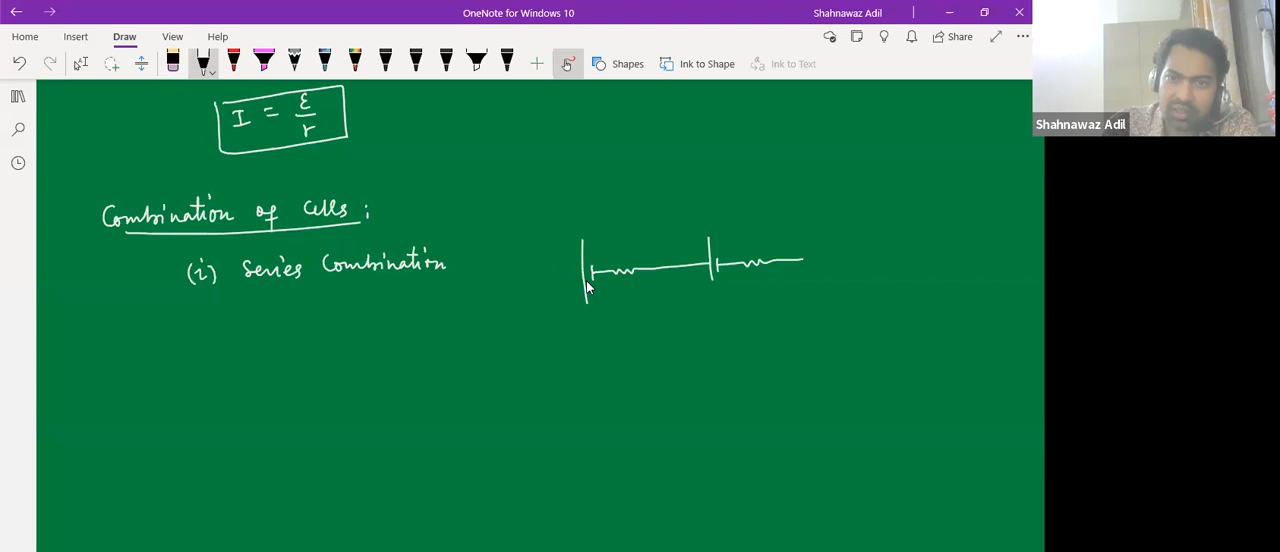 OneNote for Windows 10
Shahnawaz Adil
Home Insert Draw View Help
Share
Shapes Ink to Shape Ink to Text
Shahnawaz Adil
I = ε/r
Combination of Cells :
(i) Series Combination